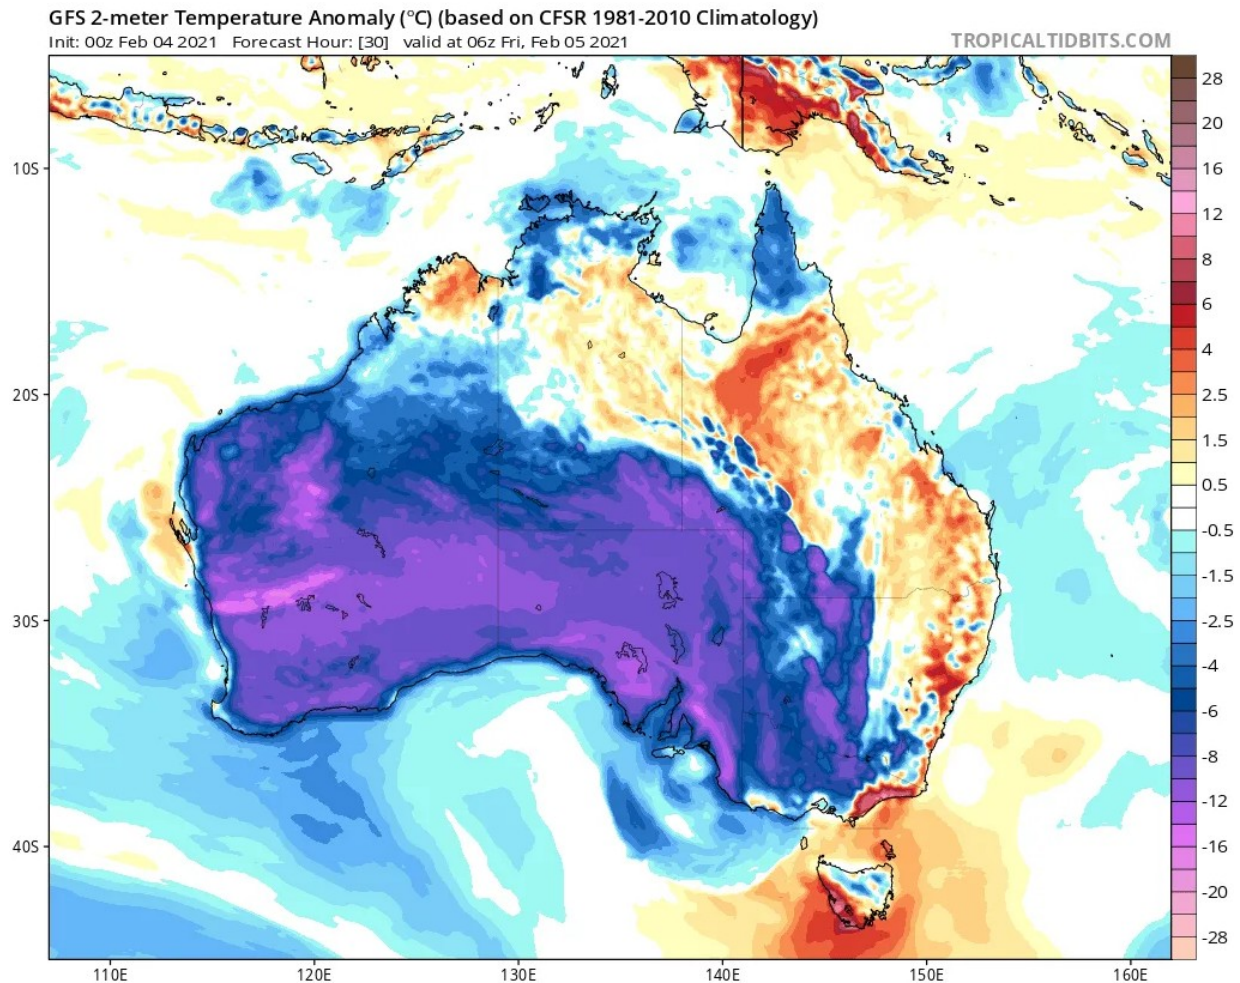 GFS 2-meter Temperature Anomaly (°C) (based on CFSR 1981-2010 Climatology)
Init: 00z Feb 04 2021 Forecast Hour: [30] valid at 06z Fri, Feb 05 2021
TROPICALTIDBITS.COM
10S
20S
30S
40S
110E
120E
130E
140E
150E
160E
28
20
16
12
8
6
4
2.5
1.5
0.5
-0.5
-1.5
-2.5
-4
-6
-8
-12
-16
-20
-28